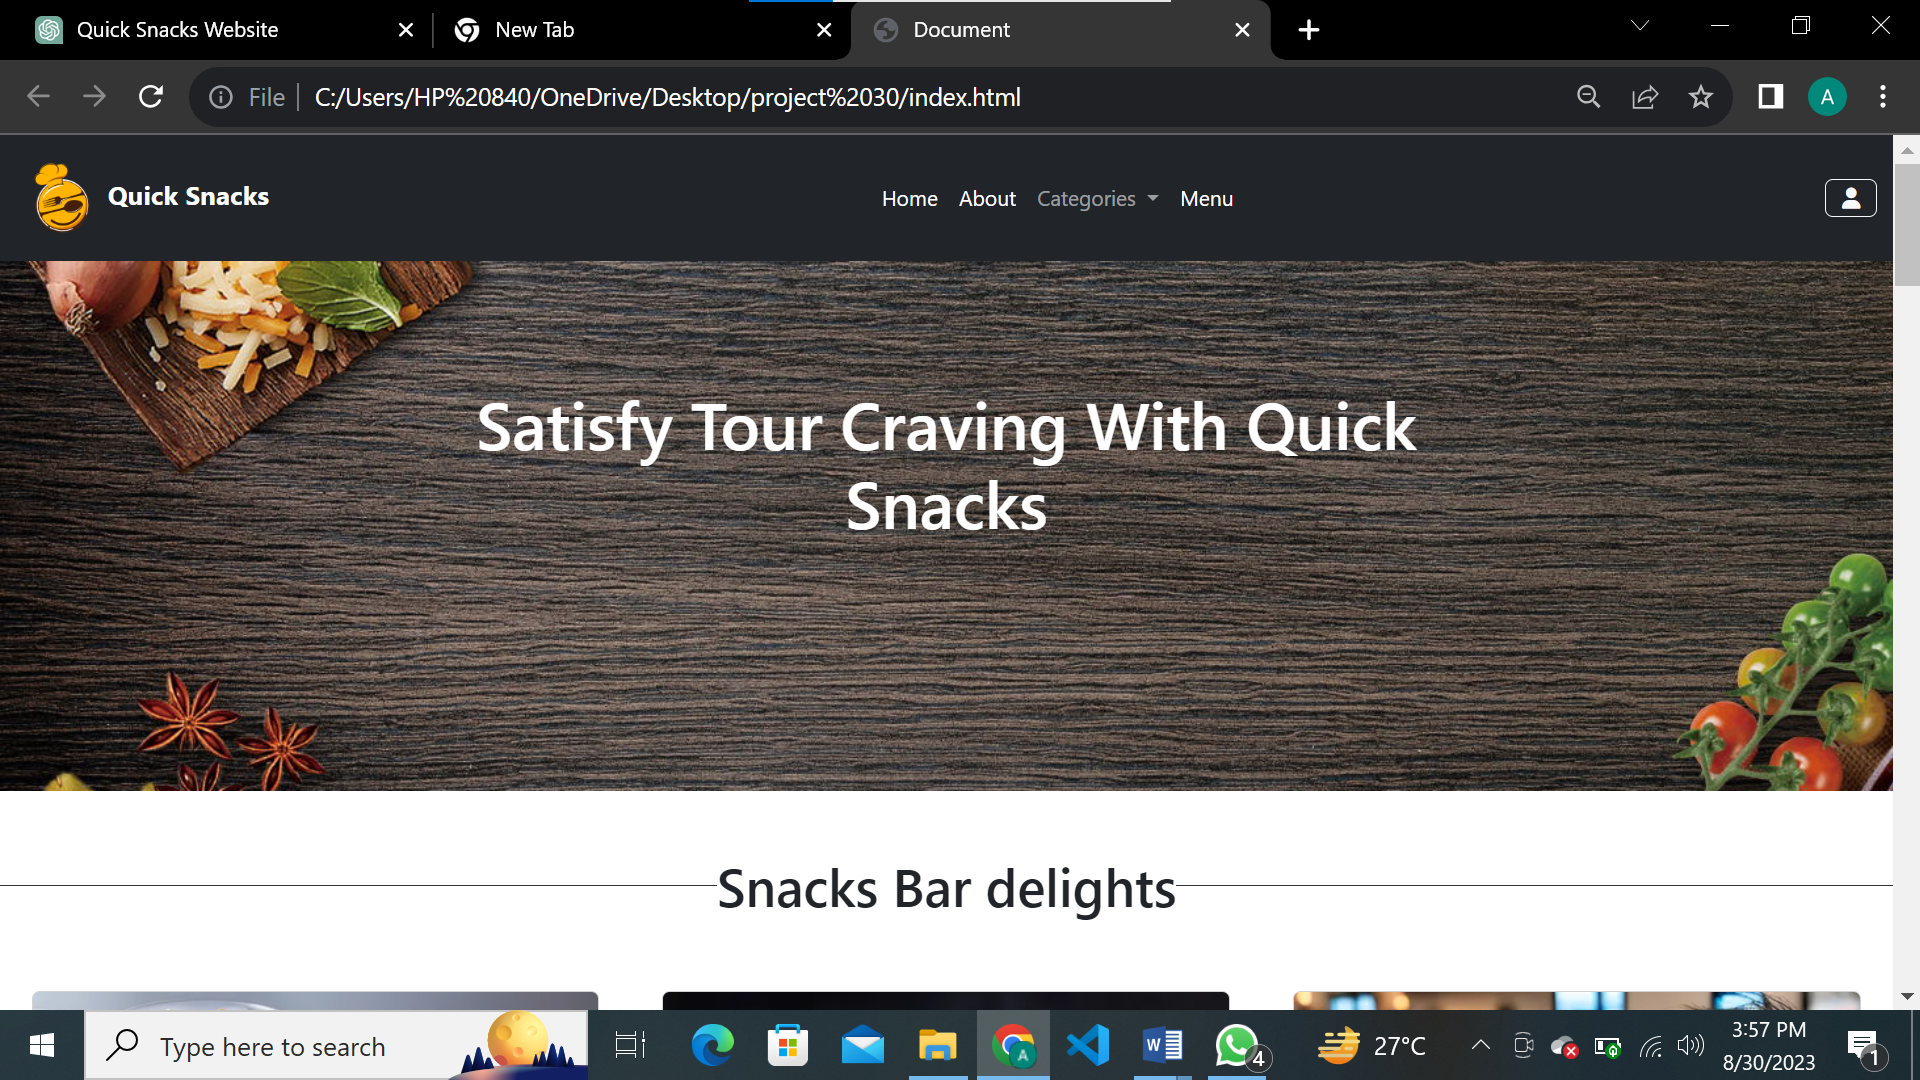 Quick Snacks Website
New Tab
Document
File
C:/Users/HP%20840/OneDrive/Desktop/project%2030/index.html
A
Quick Snacks
Home
About
Categories
Menu
Satisfy Tour Craving With Quick
Snacks
Snacks Bar delights
Type here to search
A
W
4
27°C
3:57 PM
8/30/2023
1